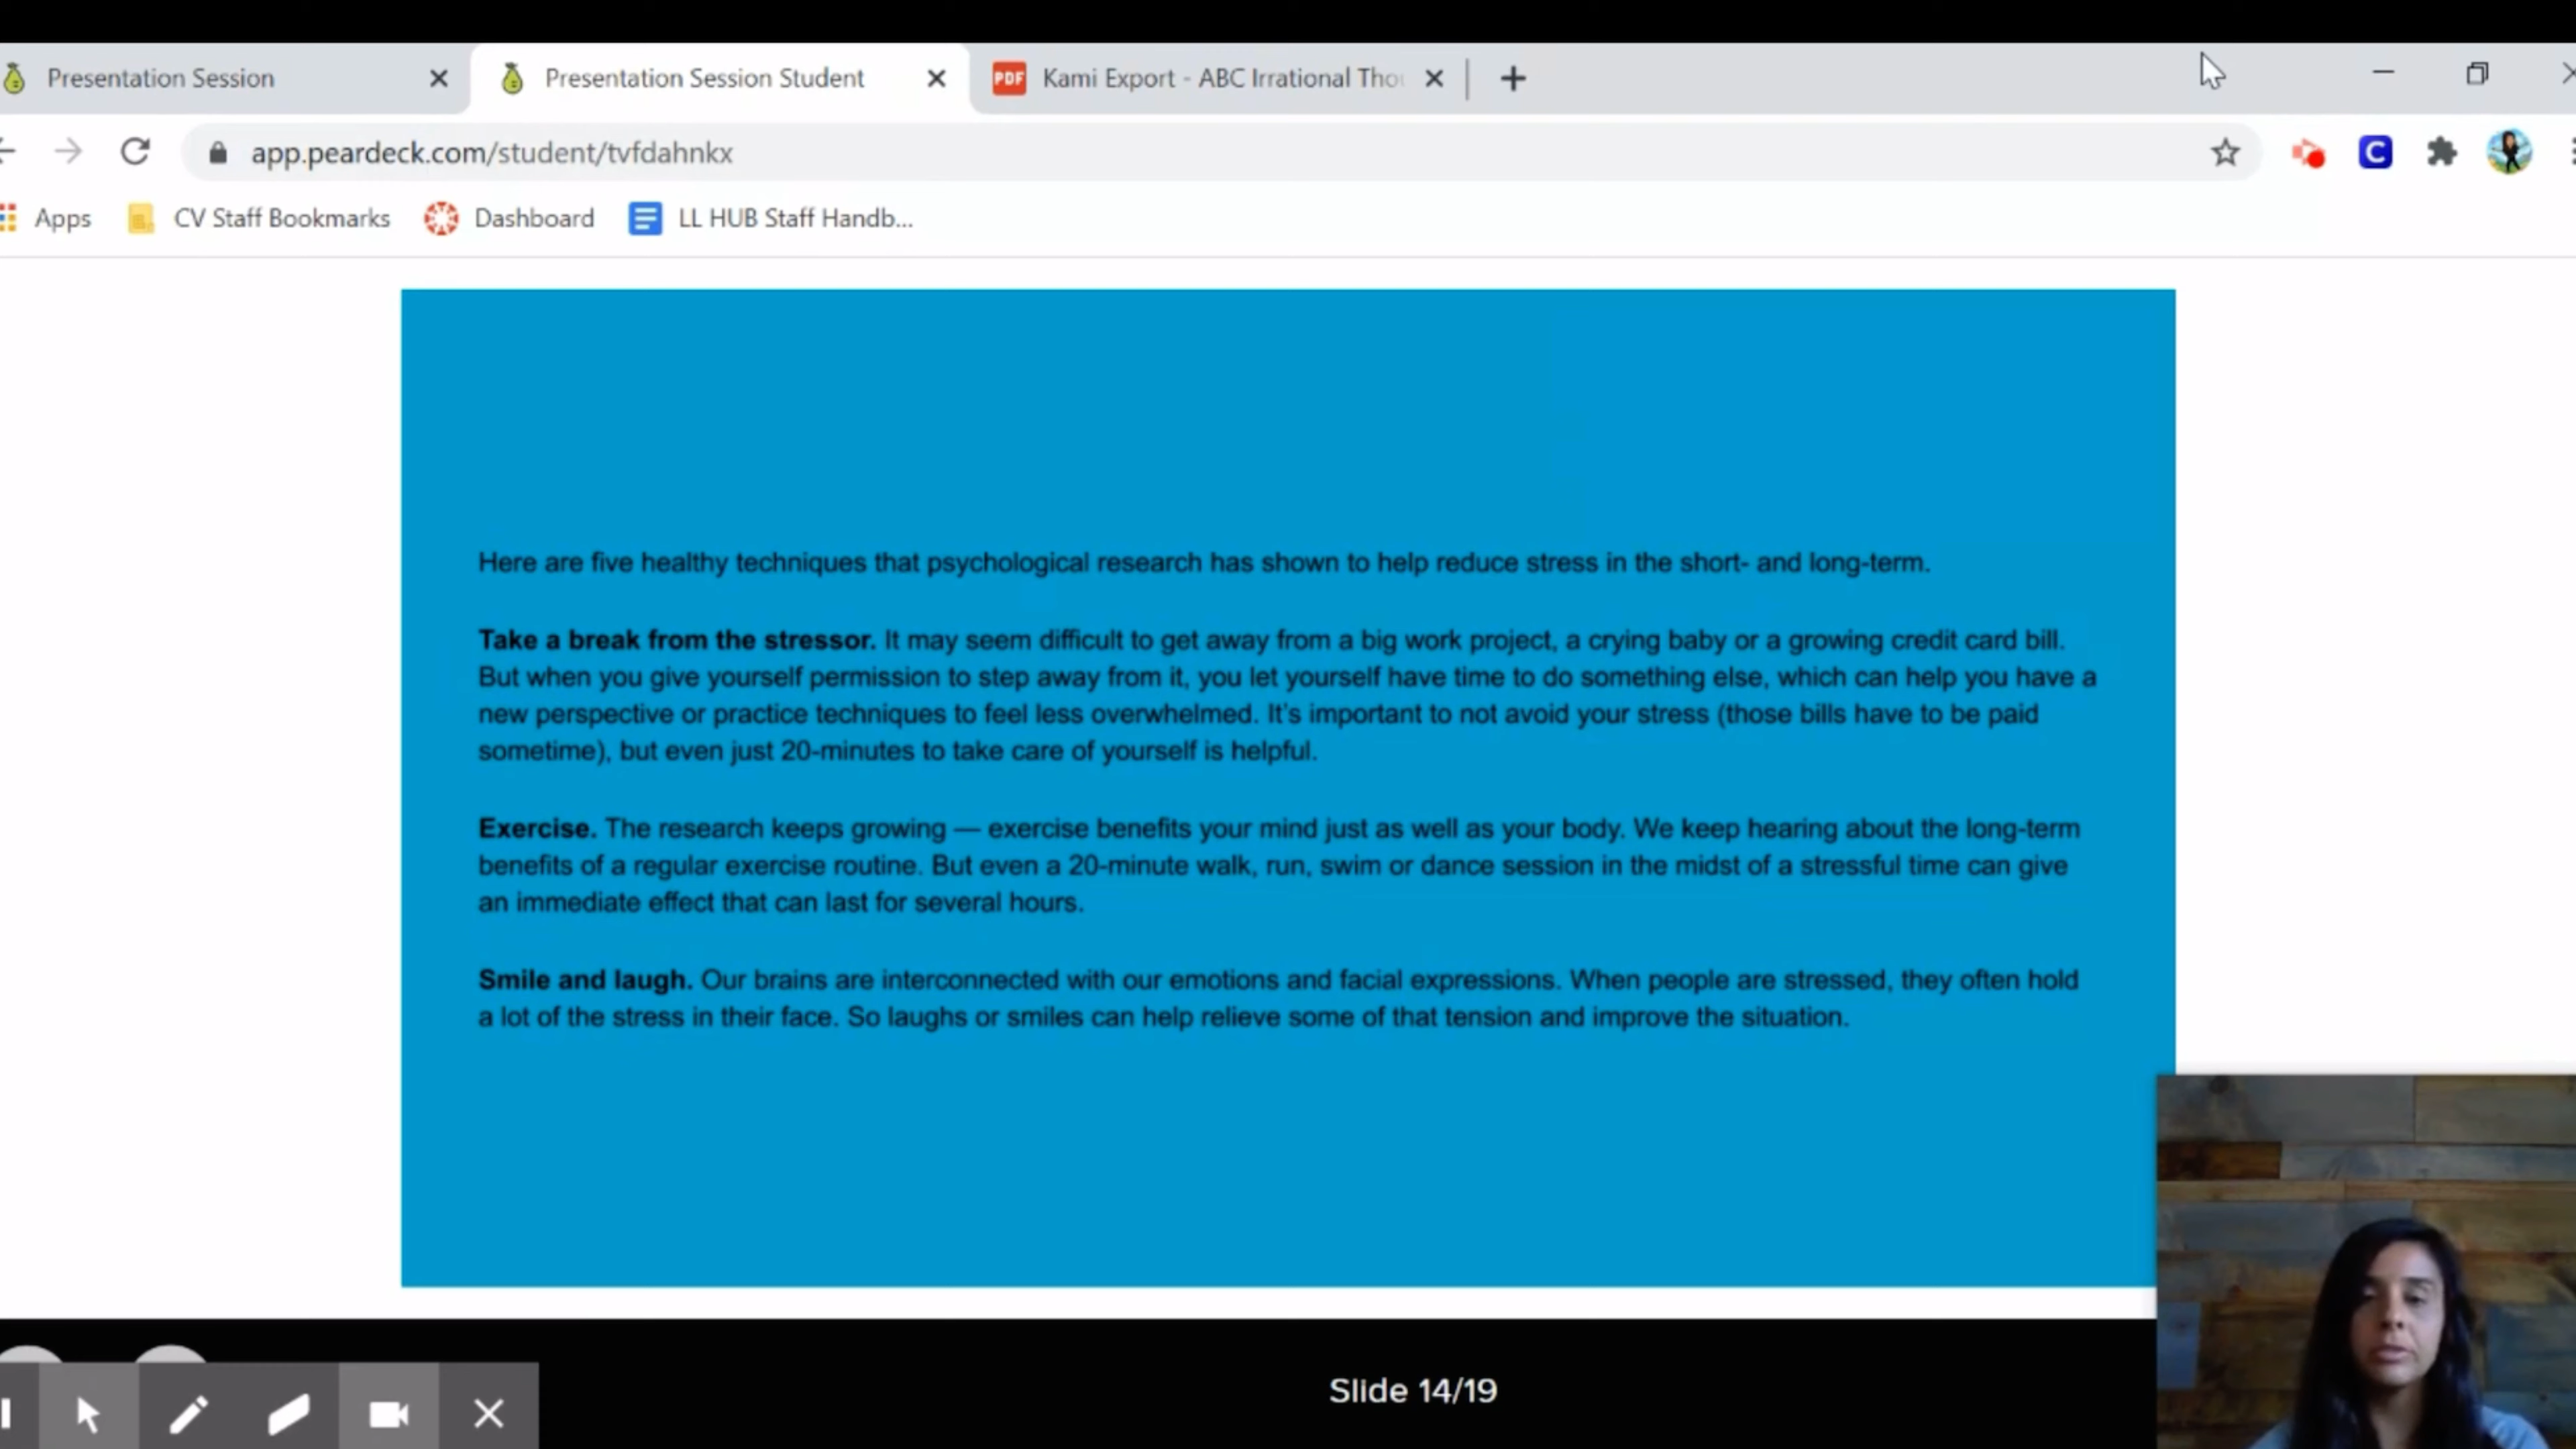 Presentation Session
Presentation Session Student
PDF
Kami Export - ABC Irrational Tho
app.peardeck.com/student/tvfdahnkx
C
Apps
CV Staff Bookmarks
Dashboard
LL HUB Staff Handb...
Here are five healthy techniques that psychological research has shown to help reduce stress in the short- and long-term.
Take a break from the stressor. It may seem difficult to get away from a big work project, a crying baby or a growing credit card bill.
But when you give yourself permission to step away from it, you let yourself have time to do something else, which can help you have a
new perspective or practice techniques to feel less overwhelmed. It's important to not avoid your stress (those bills have to be paid
sometime), but even just 20-minutes to take care of yourself is helpful.
Exercise. The research keeps growing — exercise benefits your mind just as well as your body. We keep hearing about the long-term
benefits of a regular exercise routine. But even a 20-minute walk, run, swim or dance session in the midst of a stressful time can give
an immediate effect that can last for several hours.
Smile and laugh. Our brains are interconnected with our emotions and facial expressions. When people are stressed, they often hold
a lot of the stress in their face. So laughs or smiles can help relieve some of that tension and improve the situation.
Slide 14/19